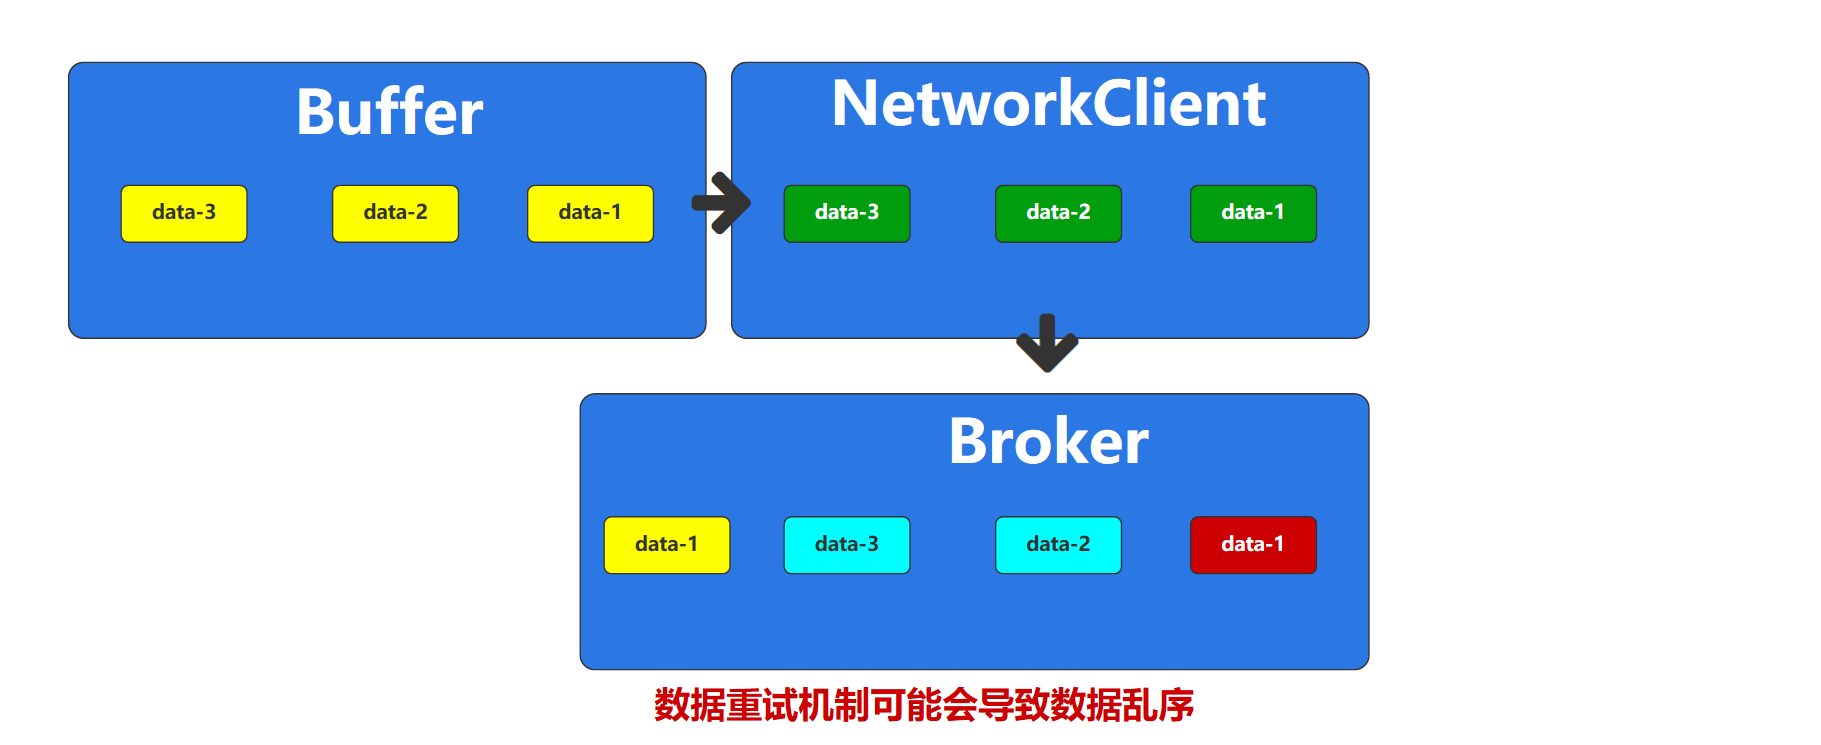 Buffer
data-3 data-2 data-1
NetworkClient
data-3 data-2 data-1
Broker
data-1 data-3 data-2 data-1
数据重试机制可能会导致数据乱序